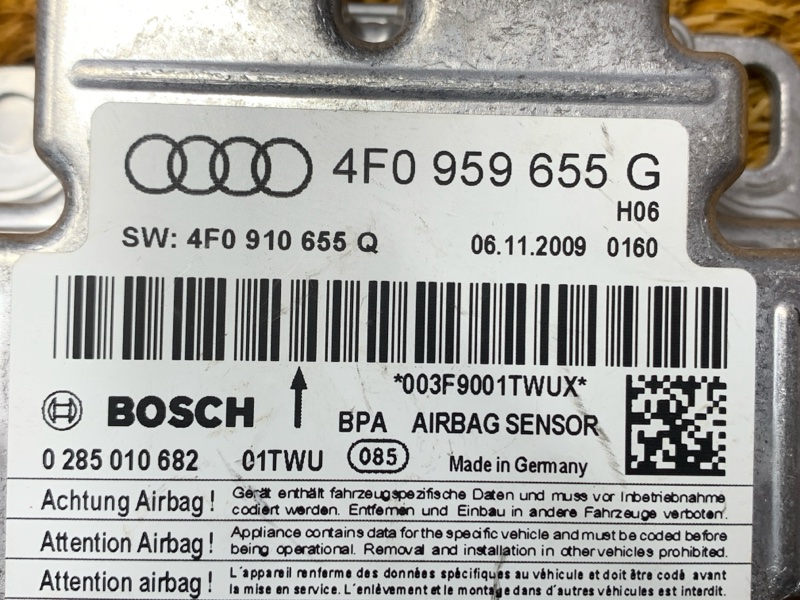 4F0 959 655 G
H06
SW: 4F0 910 655 Q 06.11.2009 0160
*003F9001TWUX*
BOSCH BPA AIRBAG SENSOR
0 285 010 682 01TWU 085 Made in Germany
Achtung Airbag! Gerät enthält fahrzeugspezifische Daten und muss vor Inbetriebnahme
codiert werden. Entfernen und Einbau in andere Fahrzeuge verboten.
Attention Airbag! Appliance contains data for the specific vehicle and must be coded before
being operational. Removal and installation in other vehicles prohibited.
Attention airbag! L'appareil renferme des données spécifiques au véhicule et doit être codé avant
la mise en service. L'enlèvement et le montage dans d'autres véhicules est interdit.